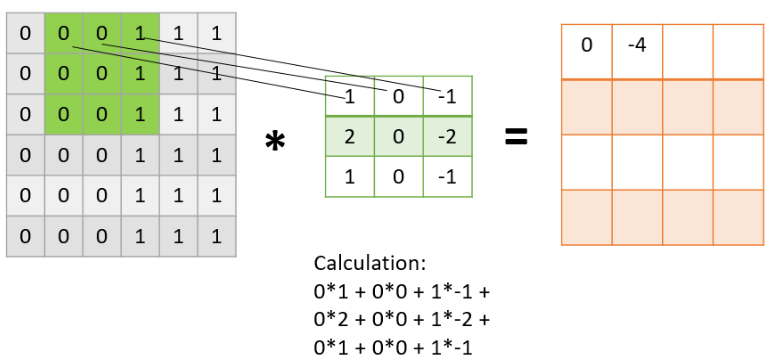 0 0 0 1 1 1
0 0 0 1 1 1
0 0 0 1 1 1
0 0 0 1 1 1
0 0 0 1 1 1
0 0 0 1 1 1
*
1 0 -1
2 0 -2
1 0 -1
=
0 -4
Calculation:
0*1 + 0*0 + 1*-1 +
0*2 + 0*0 + 1*-2 +
0*1 + 0*0 + 1*-1